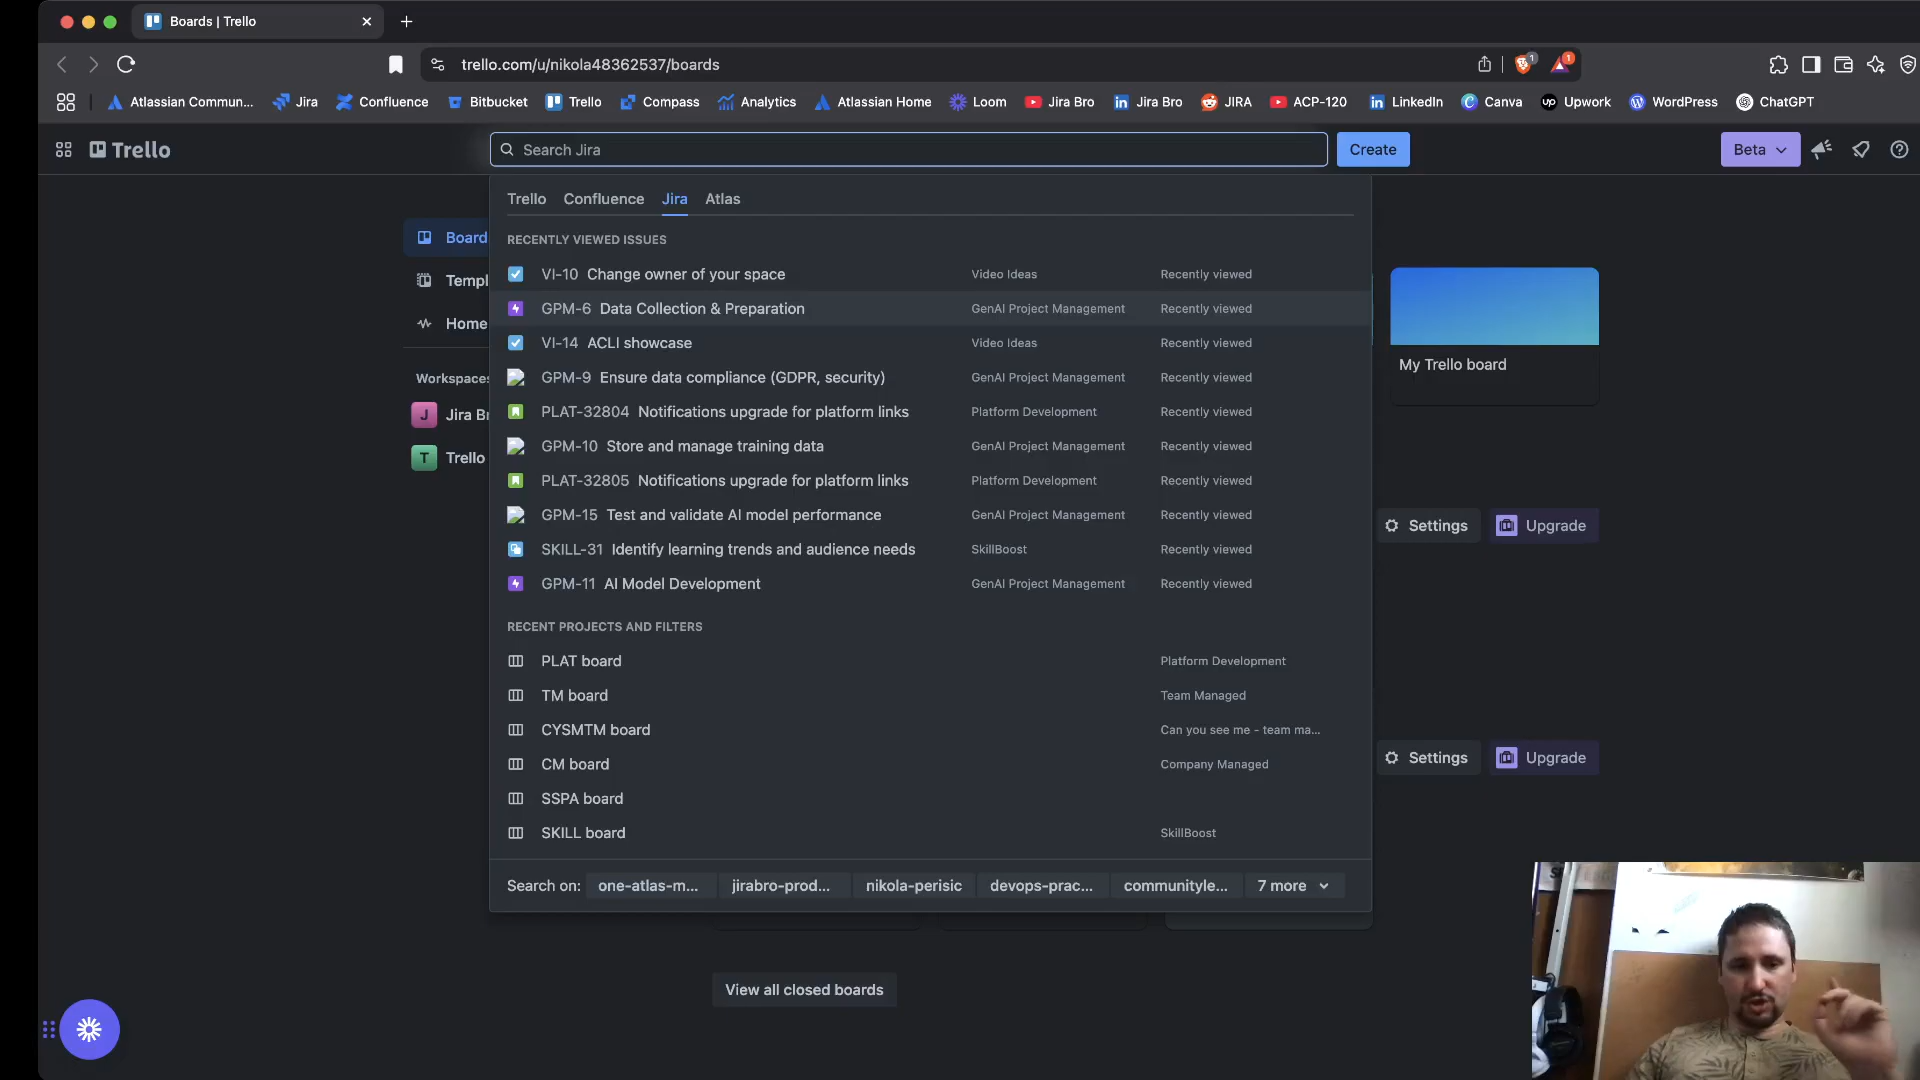 Boards | Trello
trello.com/u/nikola48362537/boards
1
1
Atlassian Commun... Jira Confluence Bitbucket Trello Compass Analytics Atlassian Home Loom Jira Bro Jira Bro JIRA ACP-120 LinkedIn Canva Upwork WordPress ChatGPT
Trello
Search Jira
Create
Beta
Trello Confluence Jira Atlas
Board
Templ
Home
Workspaces
J Jira Br
T Trello
RECENTLY VIEWED ISSUES
VI-10 Change owner of your space Video Ideas Recently viewed
GPM-6 Data Collection & Preparation GenAI Project Management Recently viewed
VI-14 ACLI showcase Video Ideas Recently viewed
GPM-9 Ensure data compliance (GDPR, security) GenAI Project Management Recently viewed
PLAT-32804 Notifications upgrade for platform links Platform Development Recently viewed
GPM-10 Store and manage training data GenAI Project Management Recently viewed
PLAT-32805 Notifications upgrade for platform links Platform Development Recently viewed
GPM-15 Test and validate AI model performance GenAI Project Management Recently viewed
SKILL-31 Identify learning trends and audience needs SkillBoost Recently viewed
GPM-11 AI Model Development GenAI Project Management Recently viewed
RECENT PROJECTS AND FILTERS
PLAT board Platform Development
TM board Team Managed
CYSMTM board Can you see me - team ma...
CM board Company Managed
SSPA board
SKILL board SkillBoost
Search on: one-atlas-m... jirabro-prod... nikola-perisic devops-prac... communityle... 7 more
My Trello board
Settings Upgrade
Settings Upgrade
View all closed boards